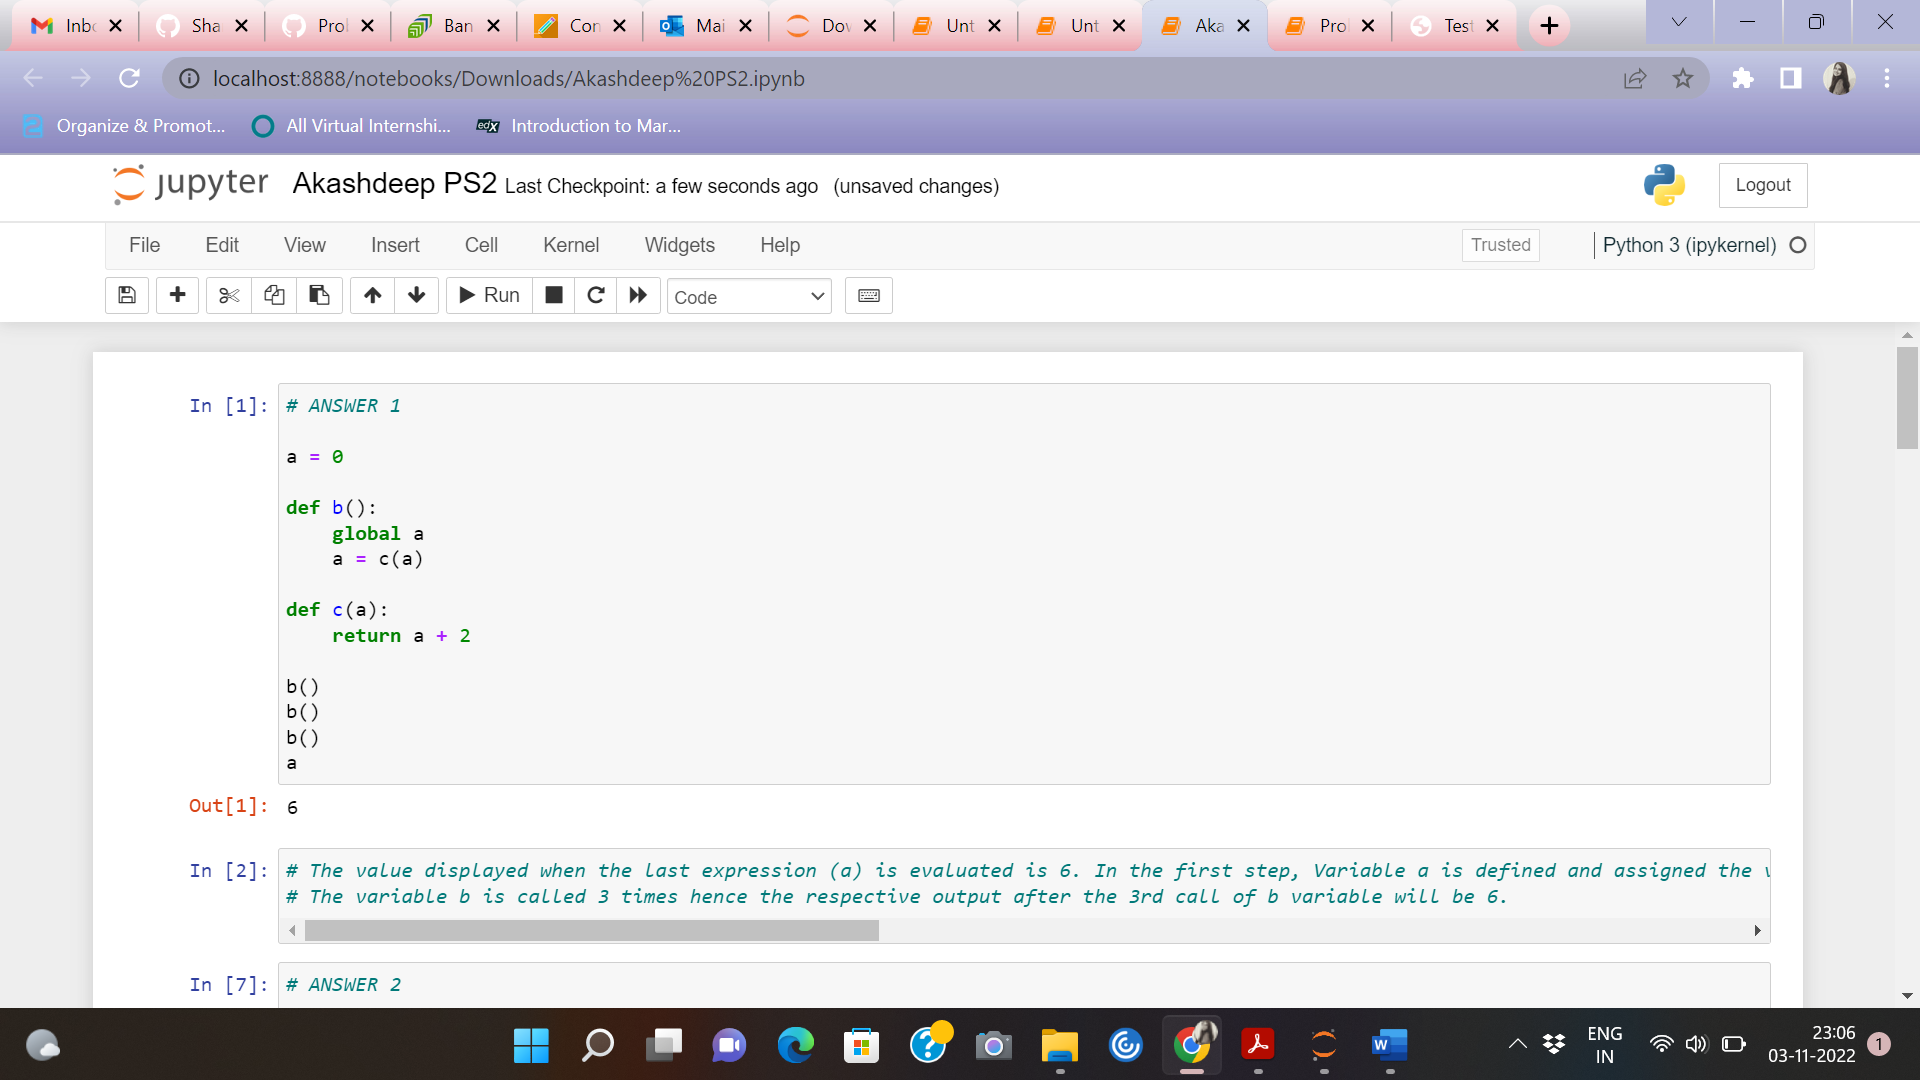 Inbo Sha Prol Ban Con Mai Dov Unt Unt Aka Pro Test
localhost:8888/notebooks/Downloads/Akashdeep%20PS2.ipynb
Organize & Promot... All Virtual Internshi... edX Introduction to Mar...
jupyter Akashdeep PS2 Last Checkpoint: a few seconds ago (unsaved changes) Logout
File Edit View Insert Cell Kernel Widgets Help Trusted Python 3 (ipykernel)
Run Code
In [1]: # ANSWER 1
a = 0
def b():
    global a
    a = c(a)
def c(a):
    return a + 2
b()
b()
b()
a
Out[1]: 6
In [2]: # The value displayed when the last expression (a) is evaluated is 6. In the first step, Variable a is defined and assigned the
# The variable b is called 3 times hence the respective output after the 3rd call of b variable will be 6.
In [7]: # ANSWER 2
ENG
IN
23:06
03-11-2022
1